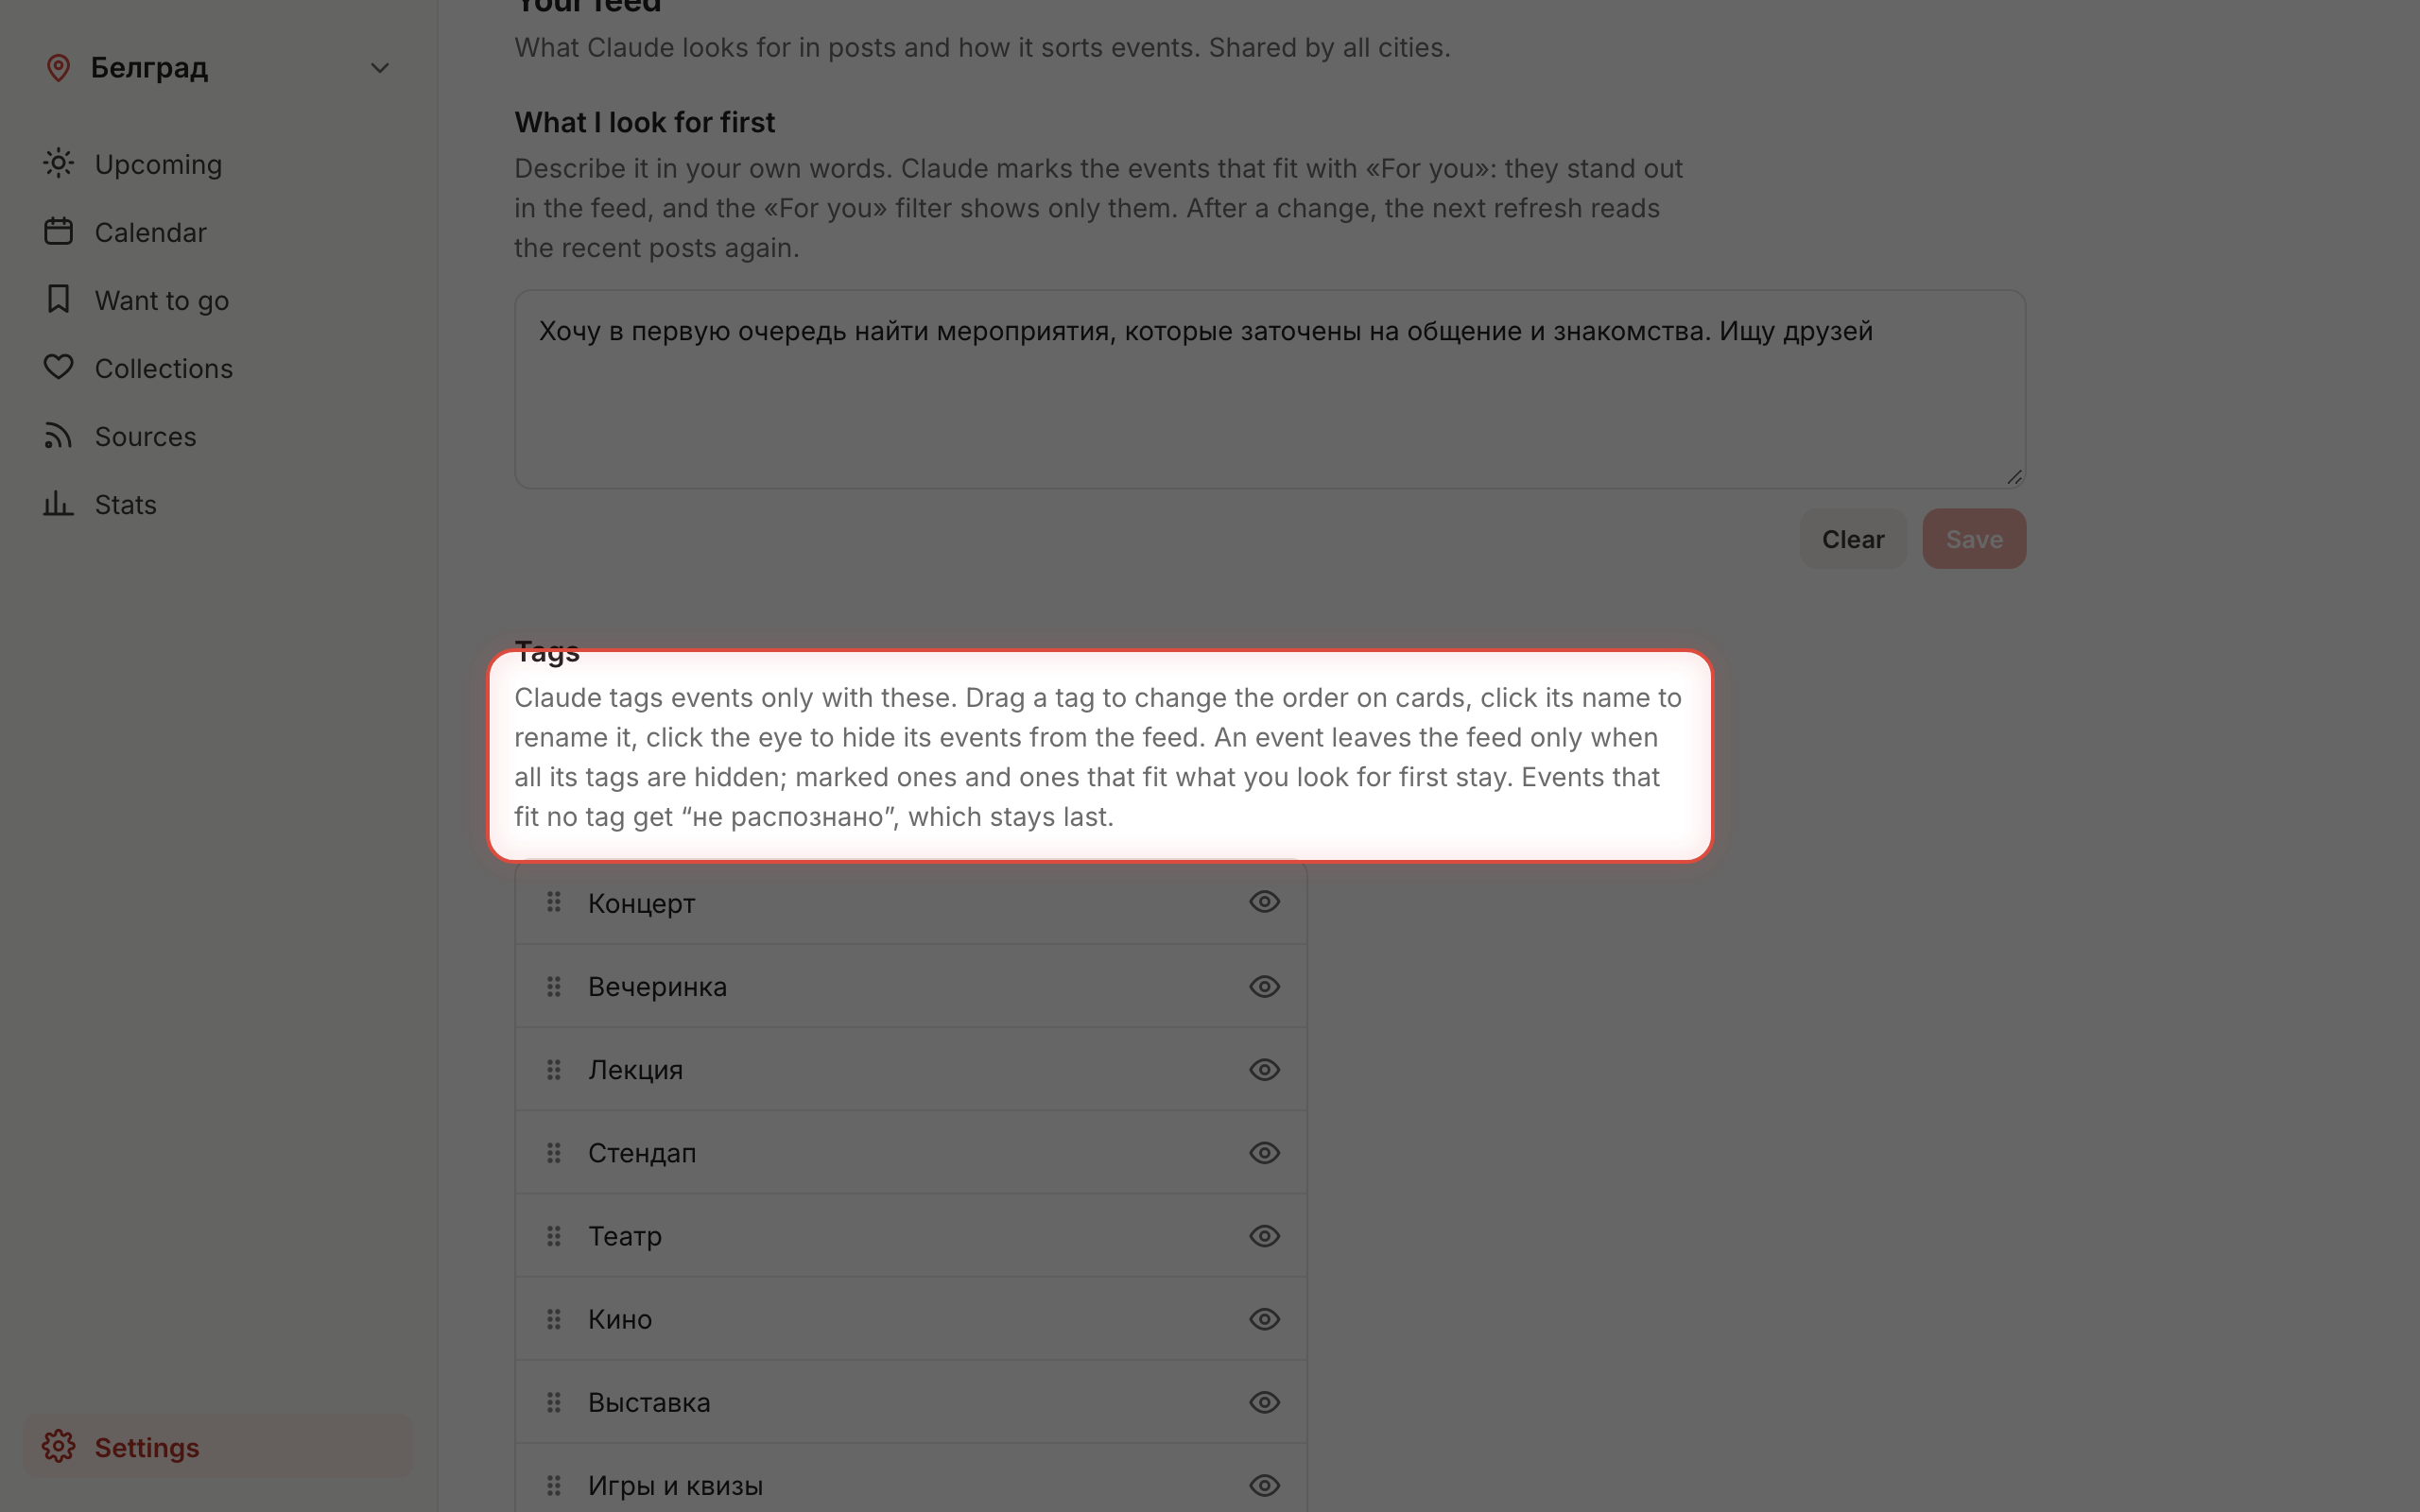 Your feed
What Claude looks for in posts and how it sorts events. Shared by all cities.
Белград
Upcoming
Calendar
Want to go
Collections
Sources
Stats
Settings
What I look for first
Describe it in your own words. Claude marks the events that fit with «For you»: they stand out
in the feed, and the «For you» filter shows only them. After a change, the next refresh reads
the recent posts again.
Хочу в первую очередь найти мероприятия, которые заточены на общение и знакомства. Ищу друзей
Clear
Save
Tags
Claude tags events only with these. Drag a tag to change the order on cards, click its name to
rename it, click the eye to hide its events from the feed. An event leaves the feed only when
all its tags are hidden; marked ones and ones that fit what you look for first stay. Events that
fit no tag get “не распознано”, which stays last.
Концерт
Вечеринка
Лекция
Стендап
Театр
Кино
Выставка
Игры и квизы